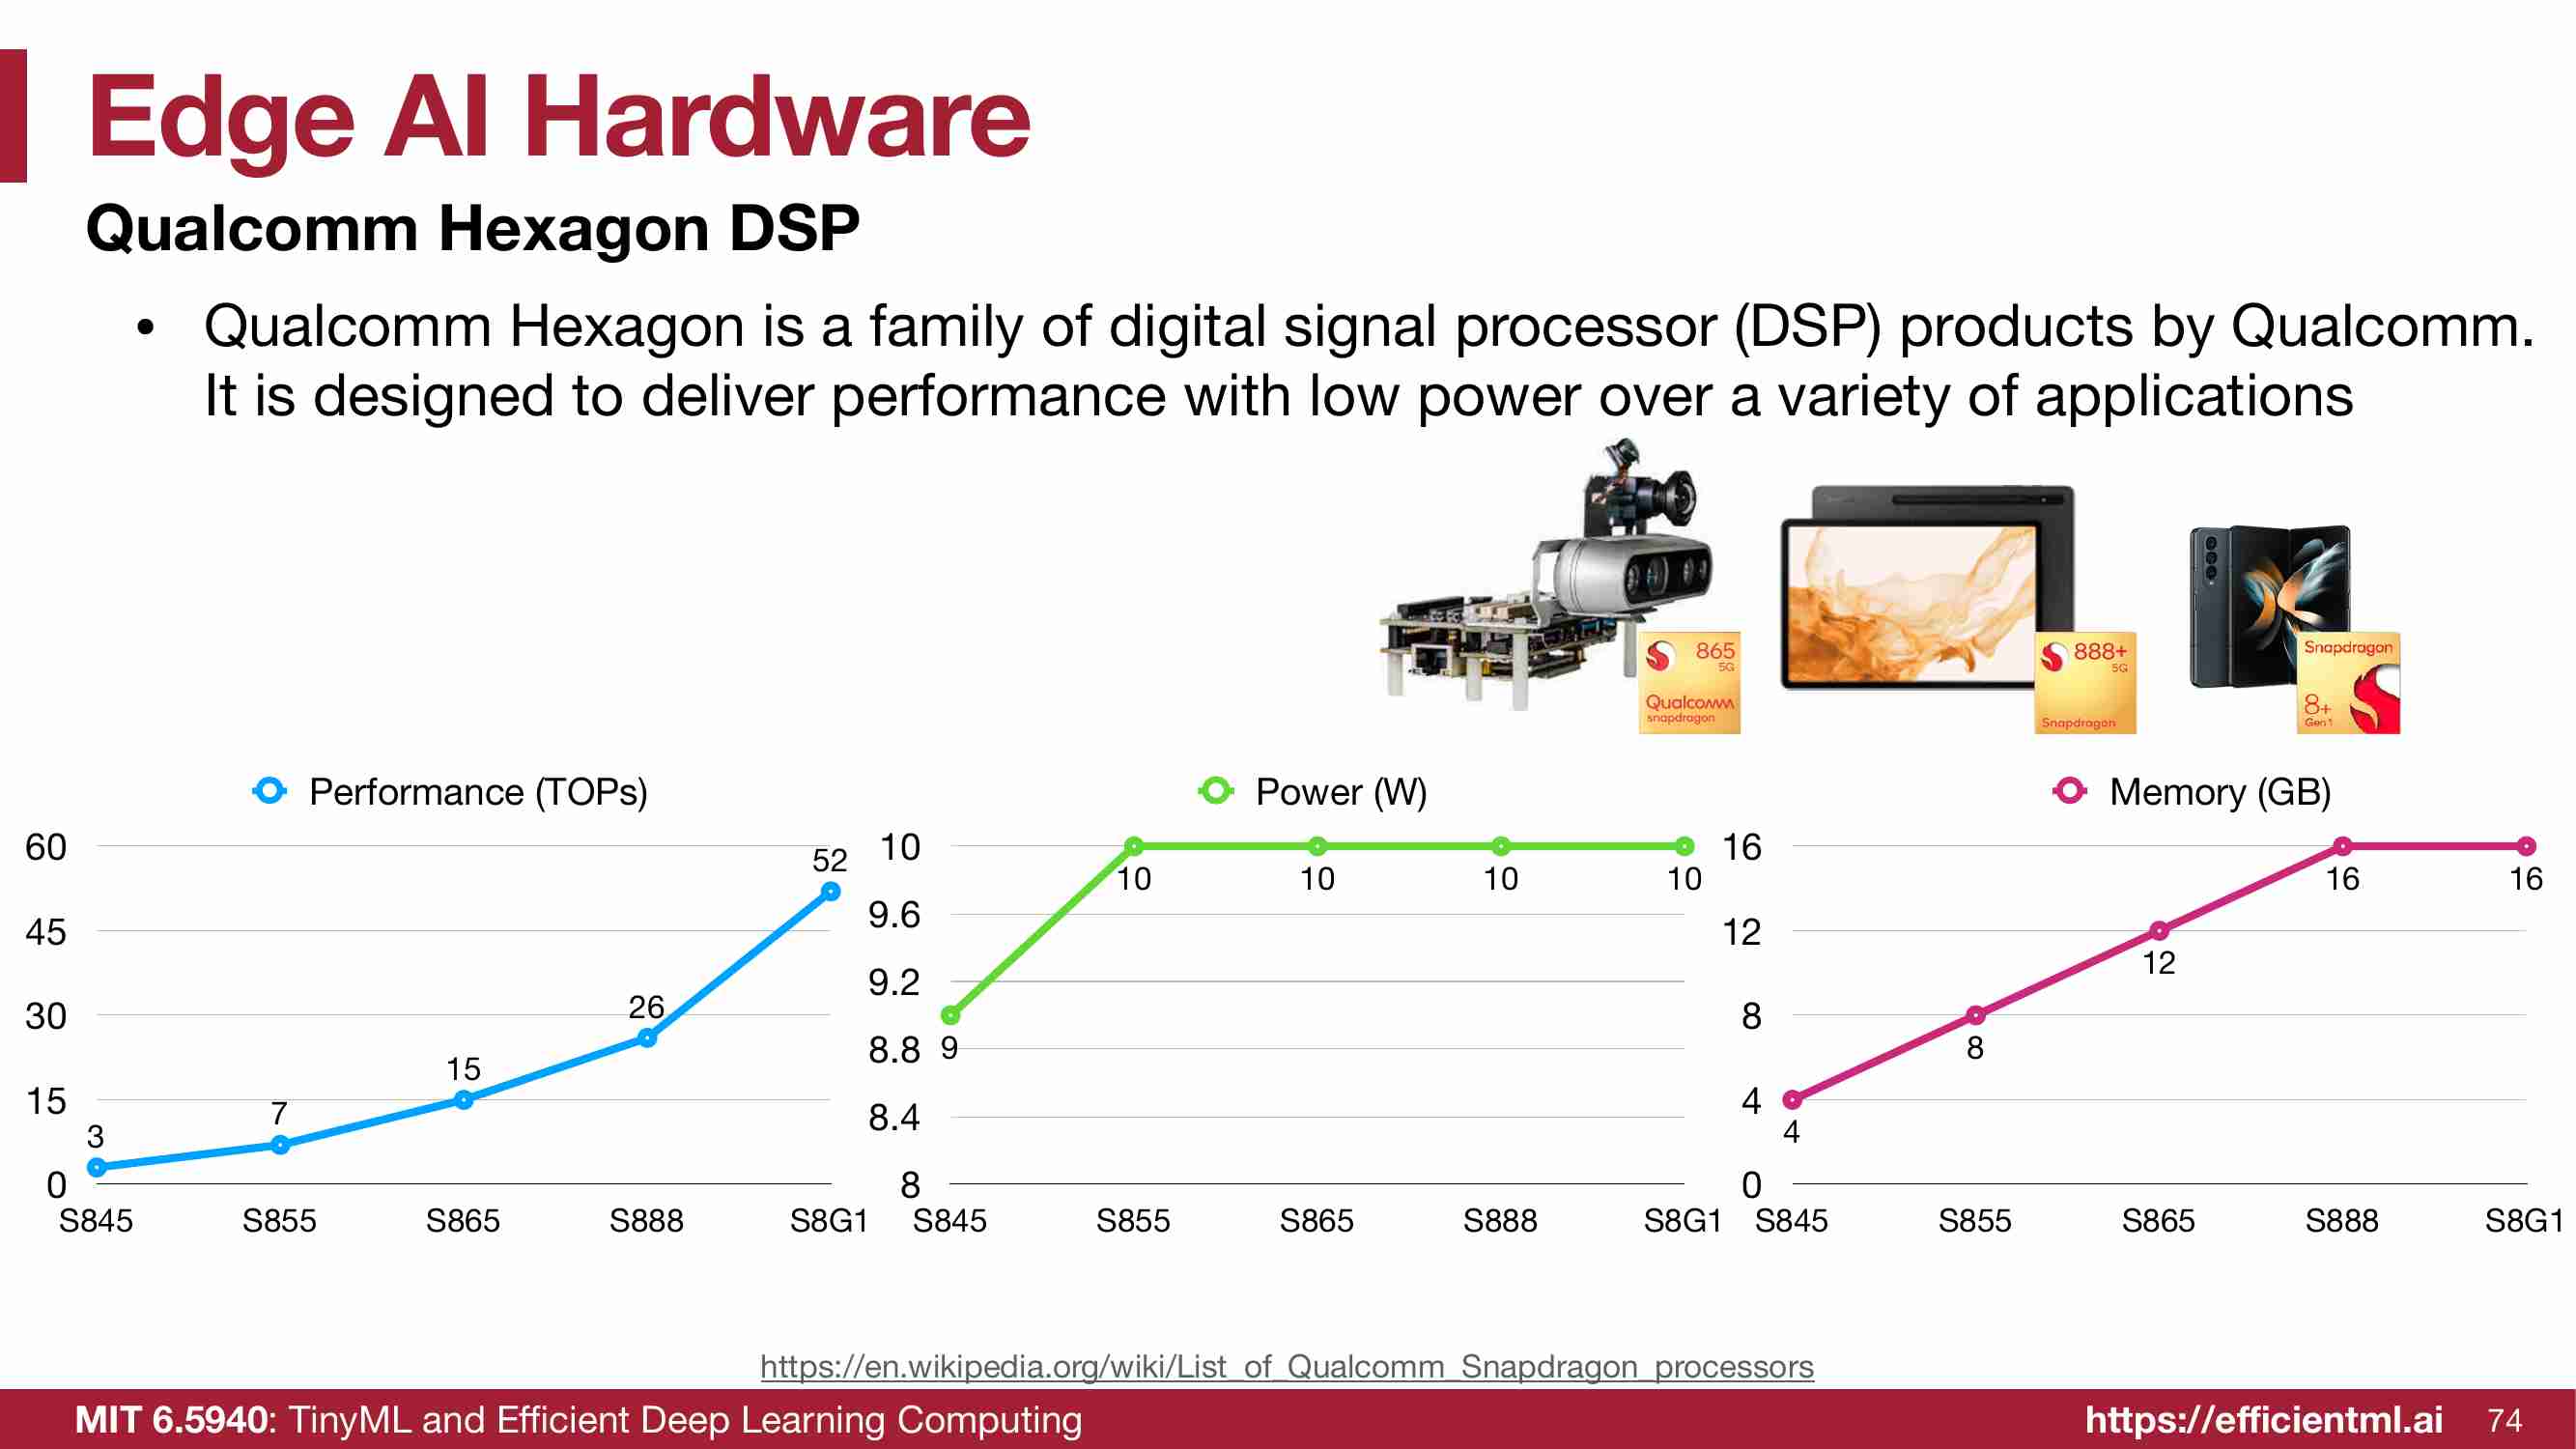 Edge AI Hardware
Qualcomm Hexagon DSP
• Qualcomm Hexagon is a family of digital signal processor (DSP) products by Qualcomm.
It is designed to deliver performance with low power over a variety of applications
865
5G
Qualcomm
snapdragon
888+
5G
Snapdragon
Snapdragon
8+
Gen 1
Performance (TOPs)
60
45
30
15
0
3
7
15
26
52
S845 S855 S865 S888 S8G1
Power (W)
10
9.6
9.2
8.8
8.4
8
9
10
10
10
10
S845 S855 S865 S888 S8G1
Memory (GB)
16
12
8
4
0
4
8
12
16
16
S845 S855 S865 S888 S8G1
https://en.wikipedia.org/wiki/List_of_Qualcomm_Snapdragon_processors
MIT 6.5940: TinyML and Efficient Deep Learning Computing
https://efficientml.ai 74